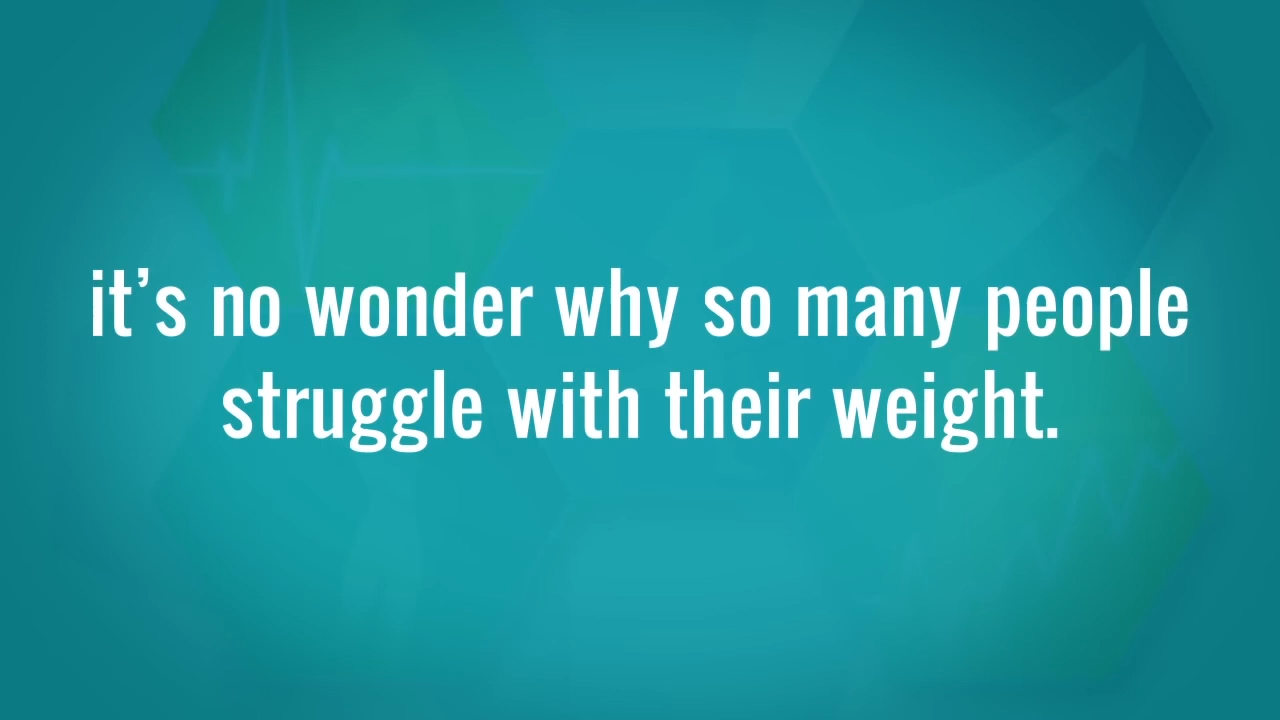 it’s no wonder why so many people
struggle with their weight.